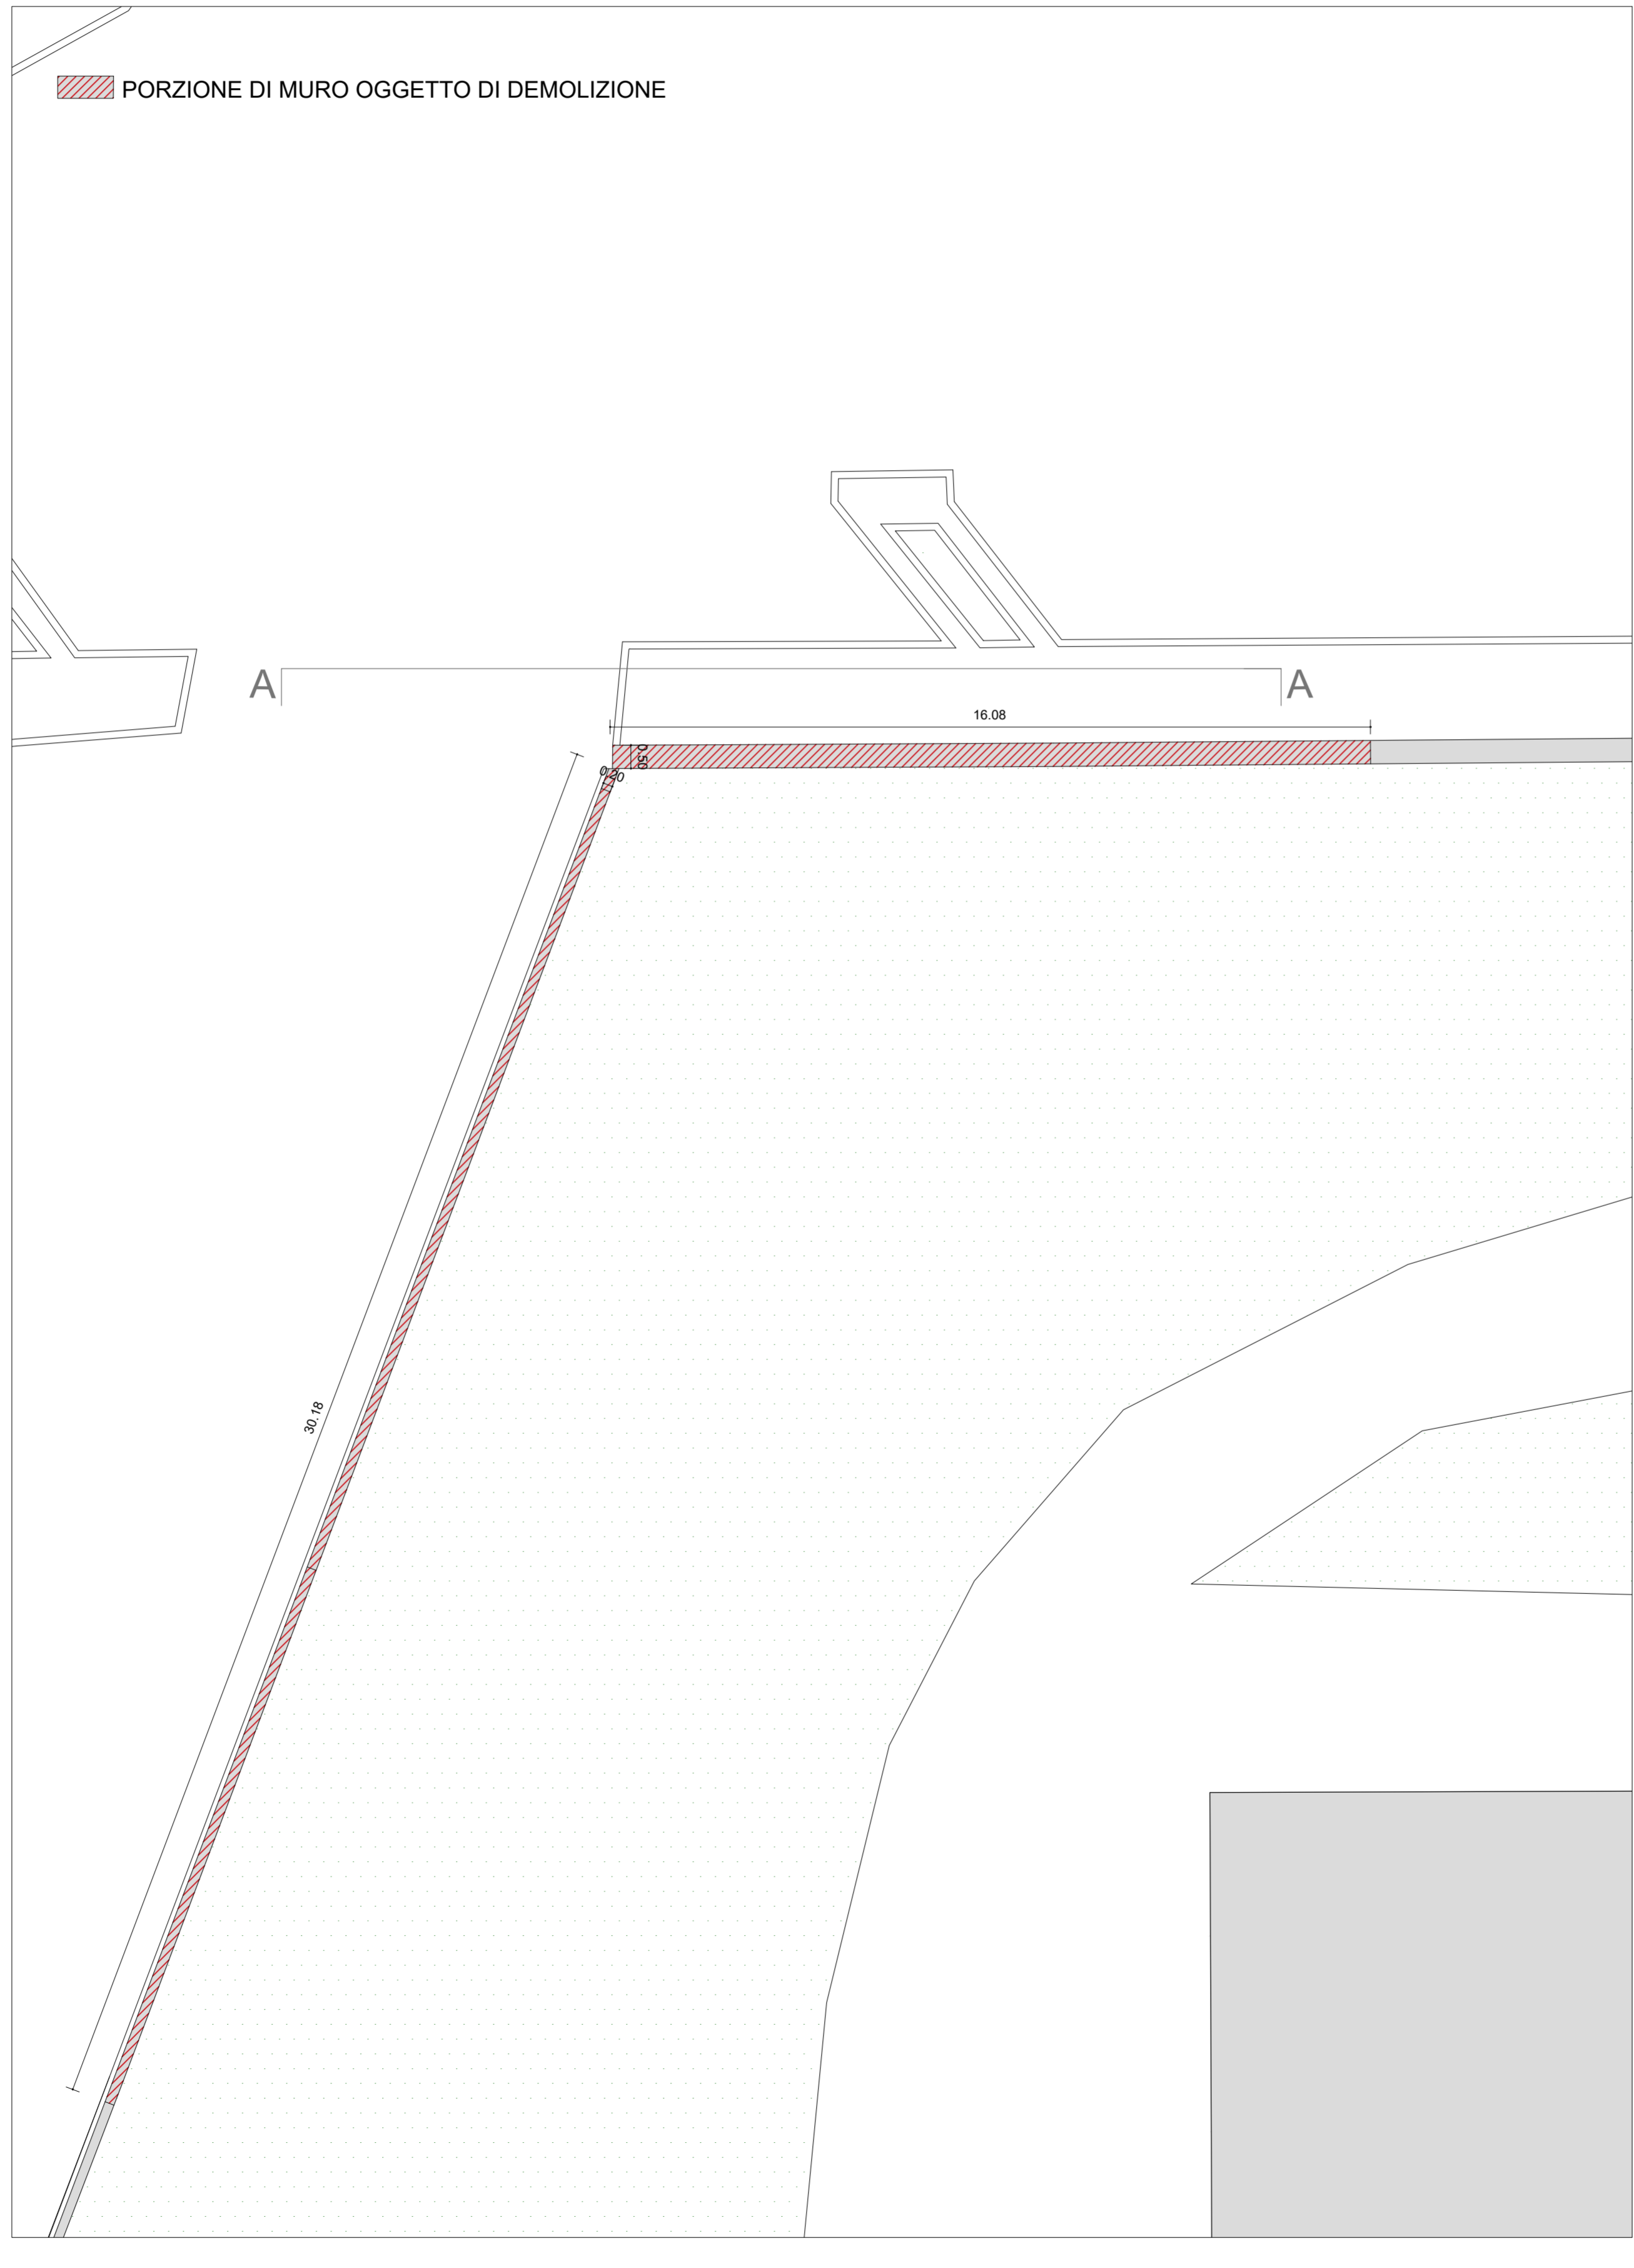 PORZIONE DI MURO OGGETTO DI DEMOLIZIONE
A A
16.08
0.50
0.20
30.18